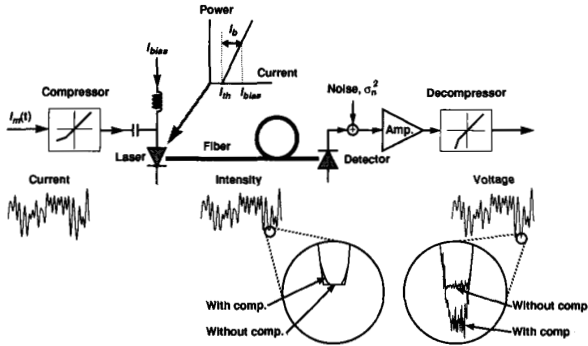 Power
I_b
I_bias
Compressor
Current
I_th
I_bias
Noise, σ_n^2
Decompressor
I_m(t)
Amp.
Fiber
Laser
Detector
Current
Intensity
Voltage
With comp.
Without comp.
Without comp
With comp